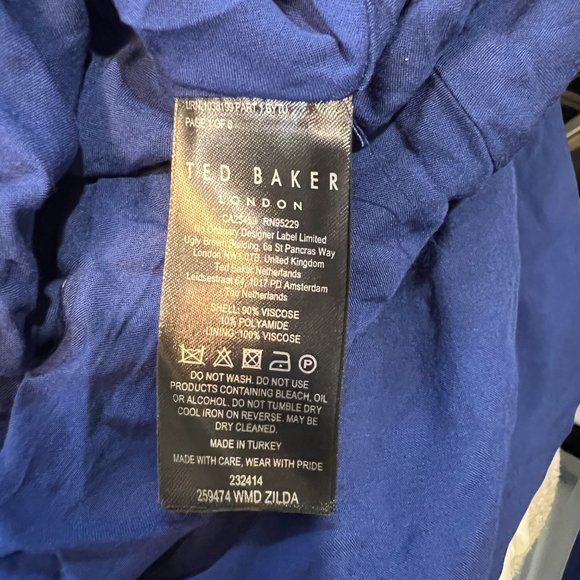 PAGE 1 OF 8
TED BAKER
LONDON
RN95229
No Ordinary Designer Label Limited
Ugly Brown Building, 6a St Pancras Way
London NW1 0TB, United Kingdom
Ted Baker Netherlands
Leidsestraat 64, 1017 PD Amsterdam
The Netherlands
SHELL: 90% VISCOSE
10% POLYAMIDE
LINING: 100% VISCOSE
DO NOT WASH. DO NOT USE
PRODUCTS CONTAINING BLEACH, OIL
OR ALCOHOL. DO NOT TUMBLE DRY
COOL IRON ON REVERSE. MAY BE
DRY CLEANED.
MADE IN TURKEY
MADE WITH CARE, WEAR WITH PRIDE
232414
259474 WMD ZILDA